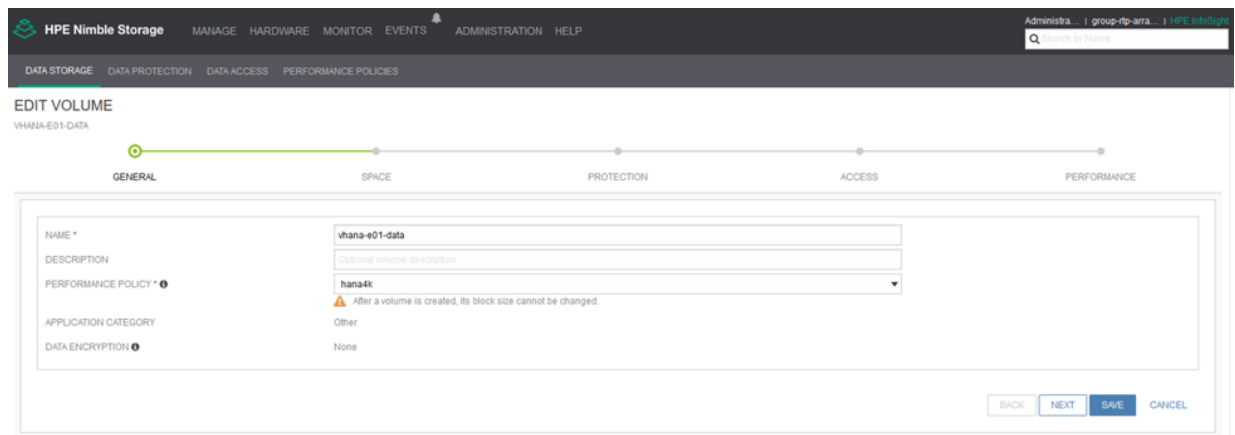 HPE Nimble Storage MANAGE HARDWARE MONITOR EVENTS ADMINISTRATION HELP
Administra... | group-rtp-arra... | HPE InfoSight
Search by Name
DATA STORAGE DATA PROTECTION DATA ACCESS PERFORMANCE POLICIES
EDIT VOLUME
VHANA-E01-DATA
GENERAL SPACE PROTECTION ACCESS PERFORMANCE
NAME * vhana-e01-data
DESCRIPTION Optional volume description
PERFORMANCE POLICY * hana4k
After a volume is created, its block size cannot be changed.
APPLICATION CATEGORY Other
DATA ENCRYPTION None
BACK NEXT SAVE CANCEL